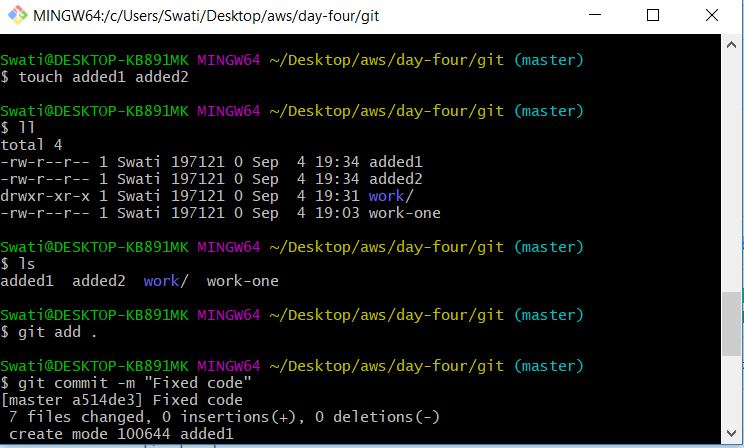 MINGW64:/c/Users/Swati/Desktop/aws/day-four/git
Swati@DESKTOP-KB891MK MINGW64 ~/Desktop/aws/day-four/git (master)
$ touch added1 added2
Swati@DESKTOP-KB891MK MINGW64 ~/Desktop/aws/day-four/git (master)
$ ll
total 4
-rw-r--r-- 1 Swati 197121 0 Sep  4 19:34 added1
-rw-r--r-- 1 Swati 197121 0 Sep  4 19:34 added2
drwxr-xr-x 1 Swati 197121 0 Sep  4 19:31 work/
-rw-r--r-- 1 Swati 197121 0 Sep  4 19:03 work-one
Swati@DESKTOP-KB891MK MINGW64 ~/Desktop/aws/day-four/git (master)
$ ls
added1  added2  work/  work-one
Swati@DESKTOP-KB891MK MINGW64 ~/Desktop/aws/day-four/git (master)
$ git add .
Swati@DESKTOP-KB891MK MINGW64 ~/Desktop/aws/day-four/git (master)
$ git commit -m "Fixed code"
[master a514de3] Fixed code
 7 files changed, 0 insertions(+), 0 deletions(-)
 create mode 100644 added1